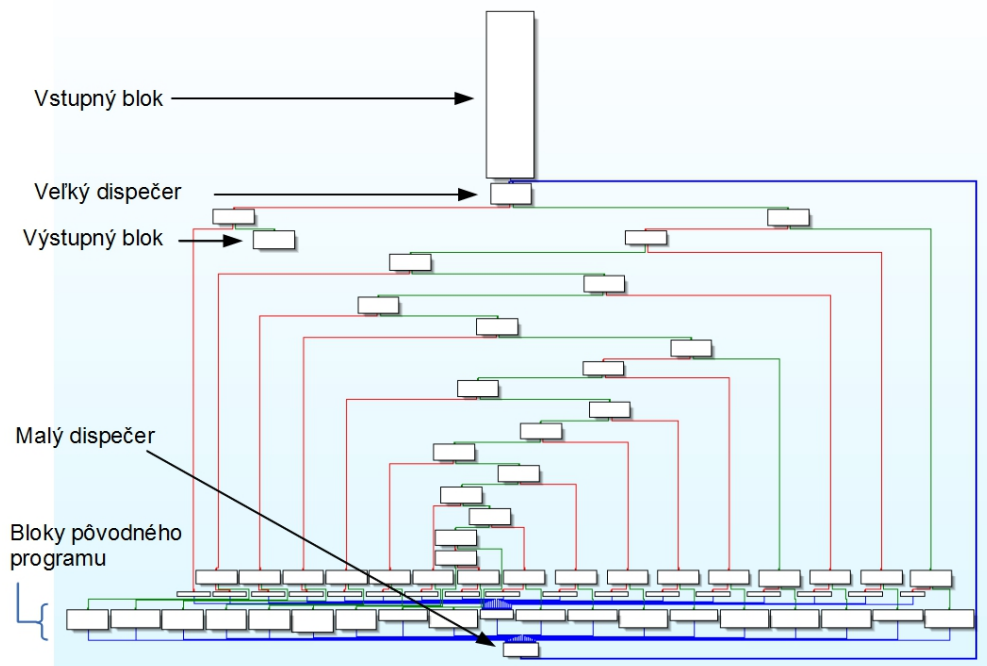 Vstupný blok
Veľký dispečer
Výstupný blok
Malý dispečer
Bloky pôvodného
programu